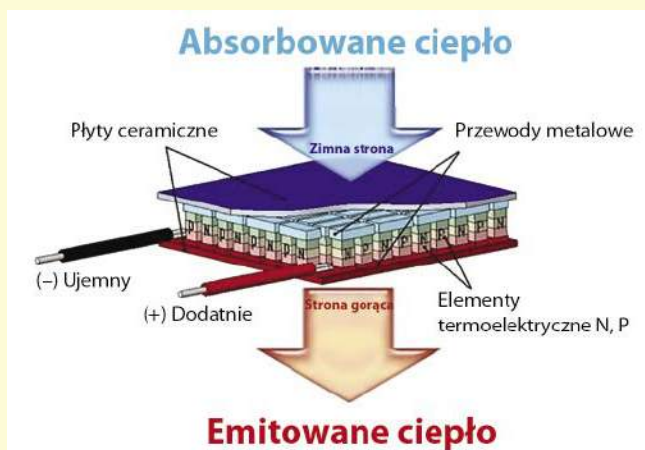 Absorbowane ciepło
Płyty ceramiczne
Przewody metalowe
Zimna strona
(–) Ujemny
(+) Dodatnie
Strona gorąca
Elementy
termoelektryczne N, P
Emitowane ciepło